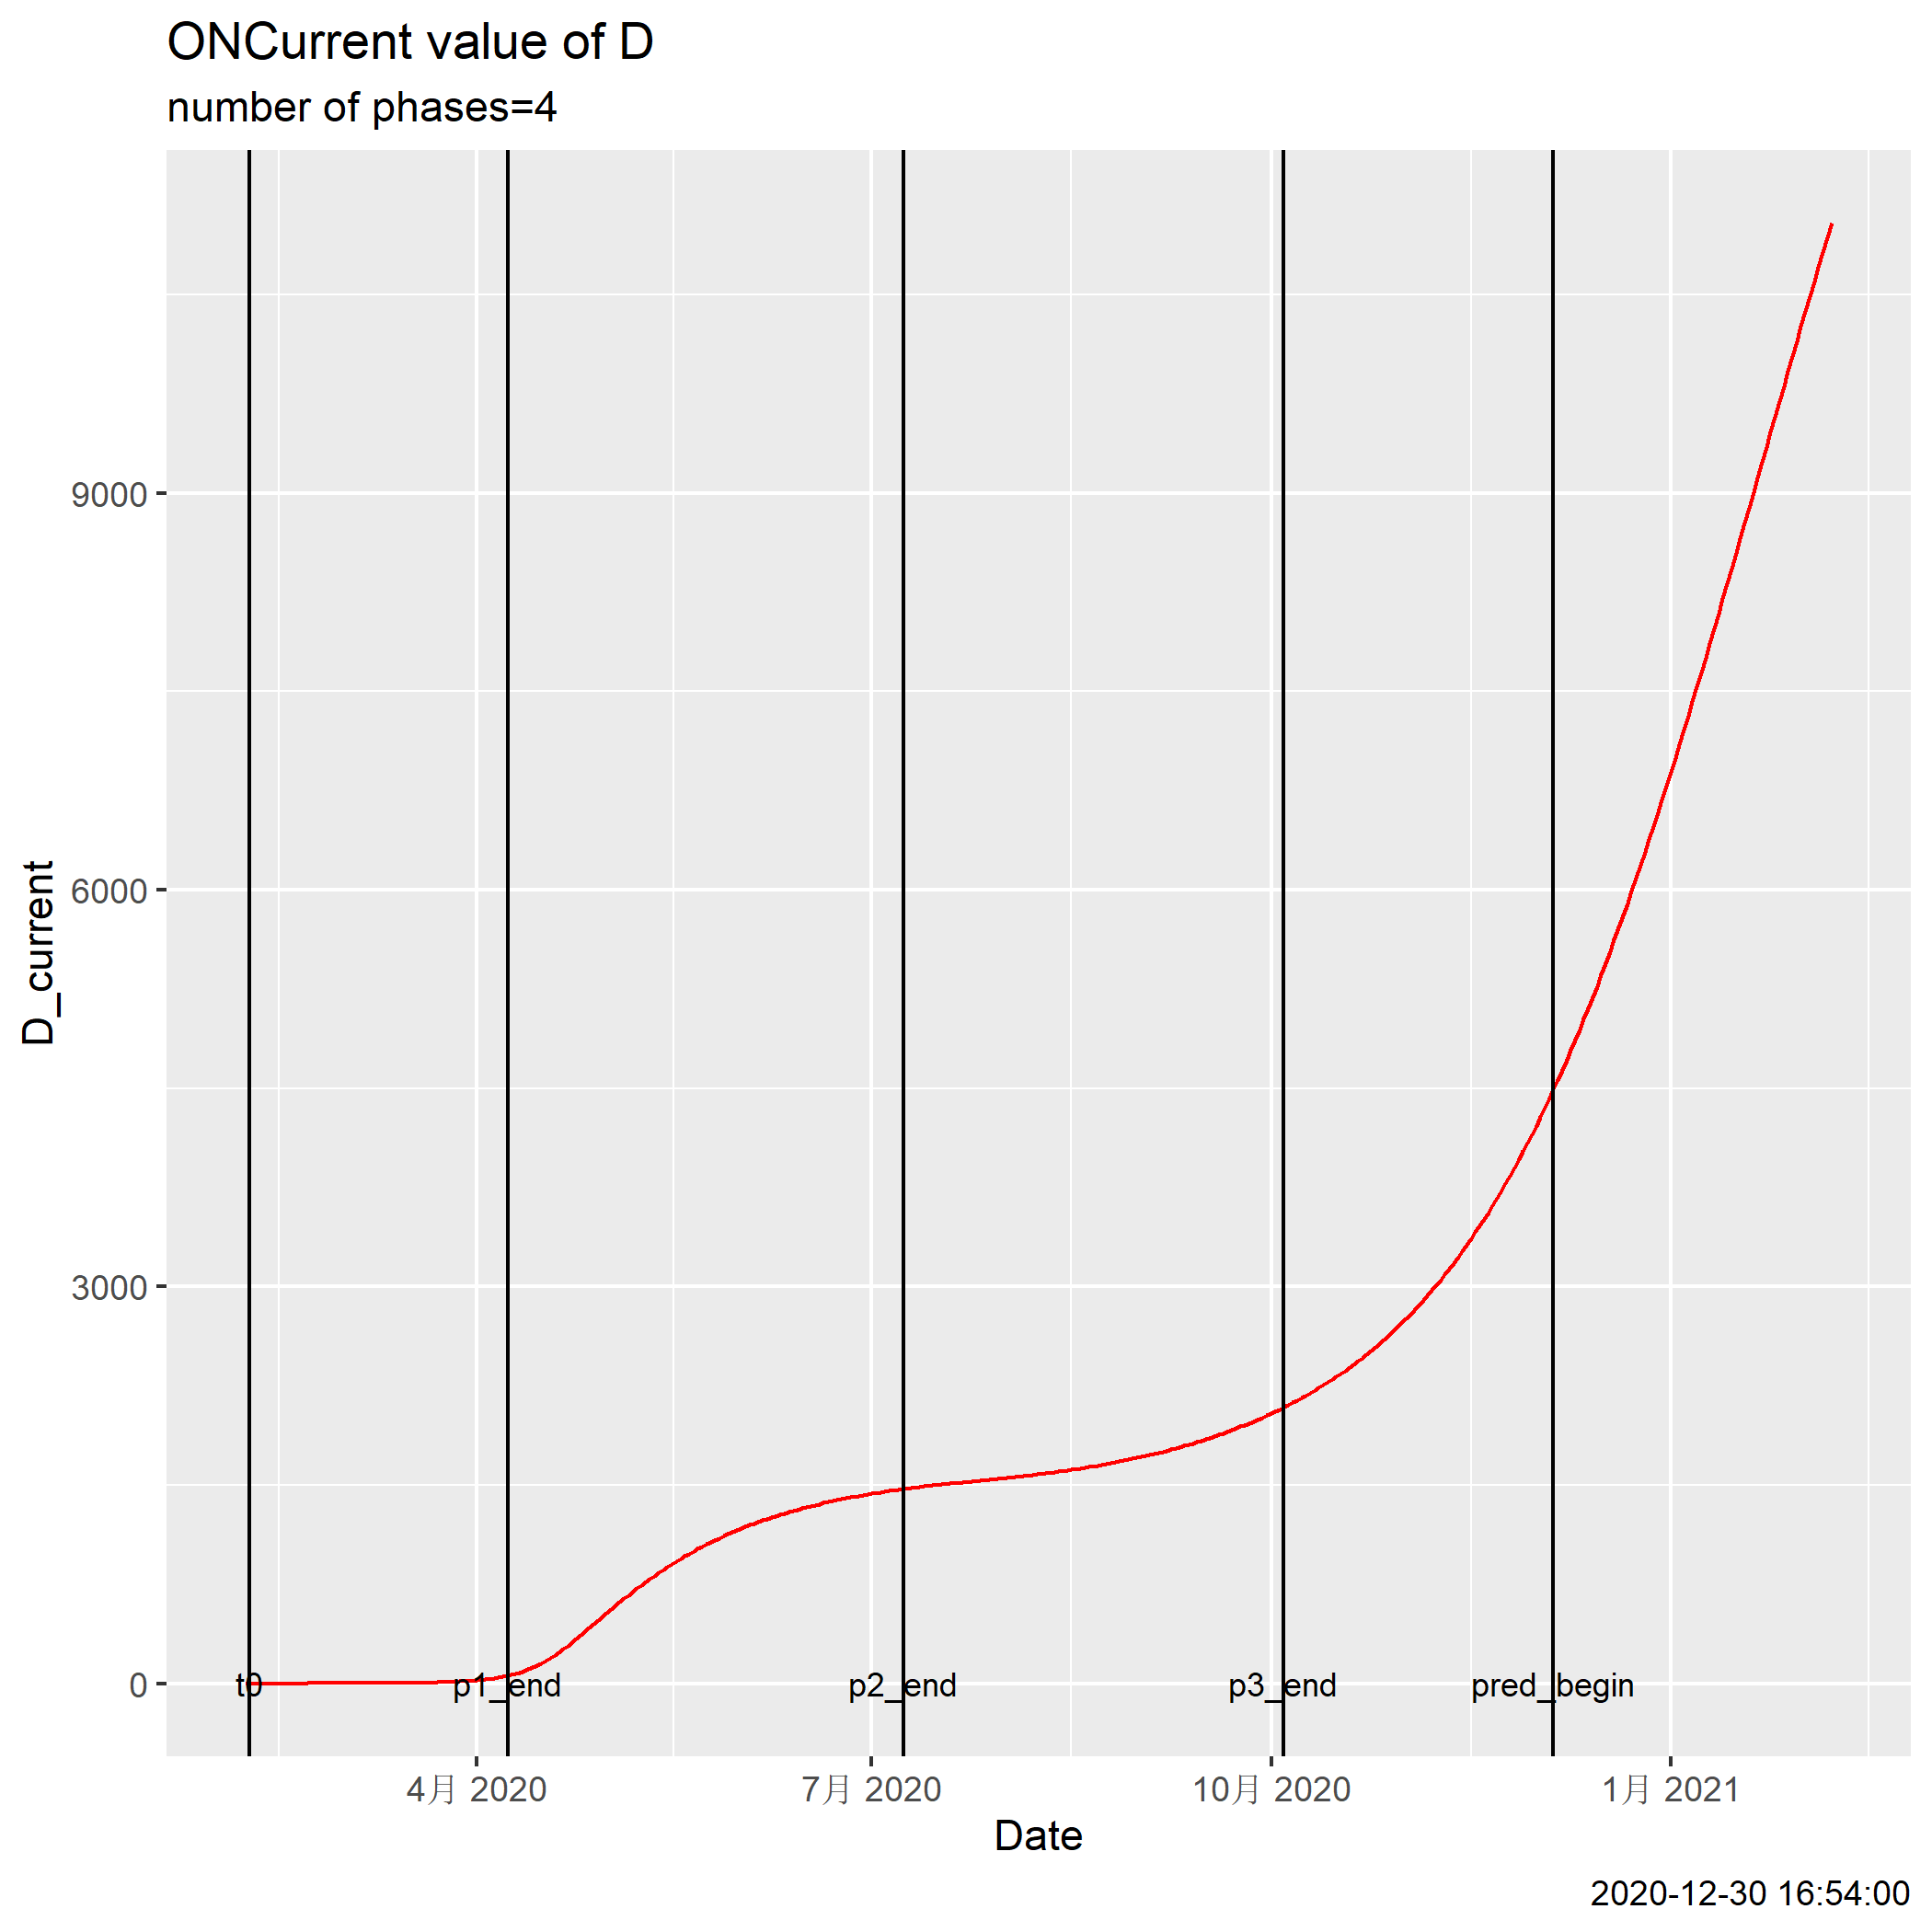 ONCurrent value of D
number of phases=4
D_current
9000
6000
3000
0
t0
p1_end
p2_end
p3_end
pred_begin
4月 2020
7月 2020
10月 2020
1月 2021
Date
2020-12-30 16:54:00